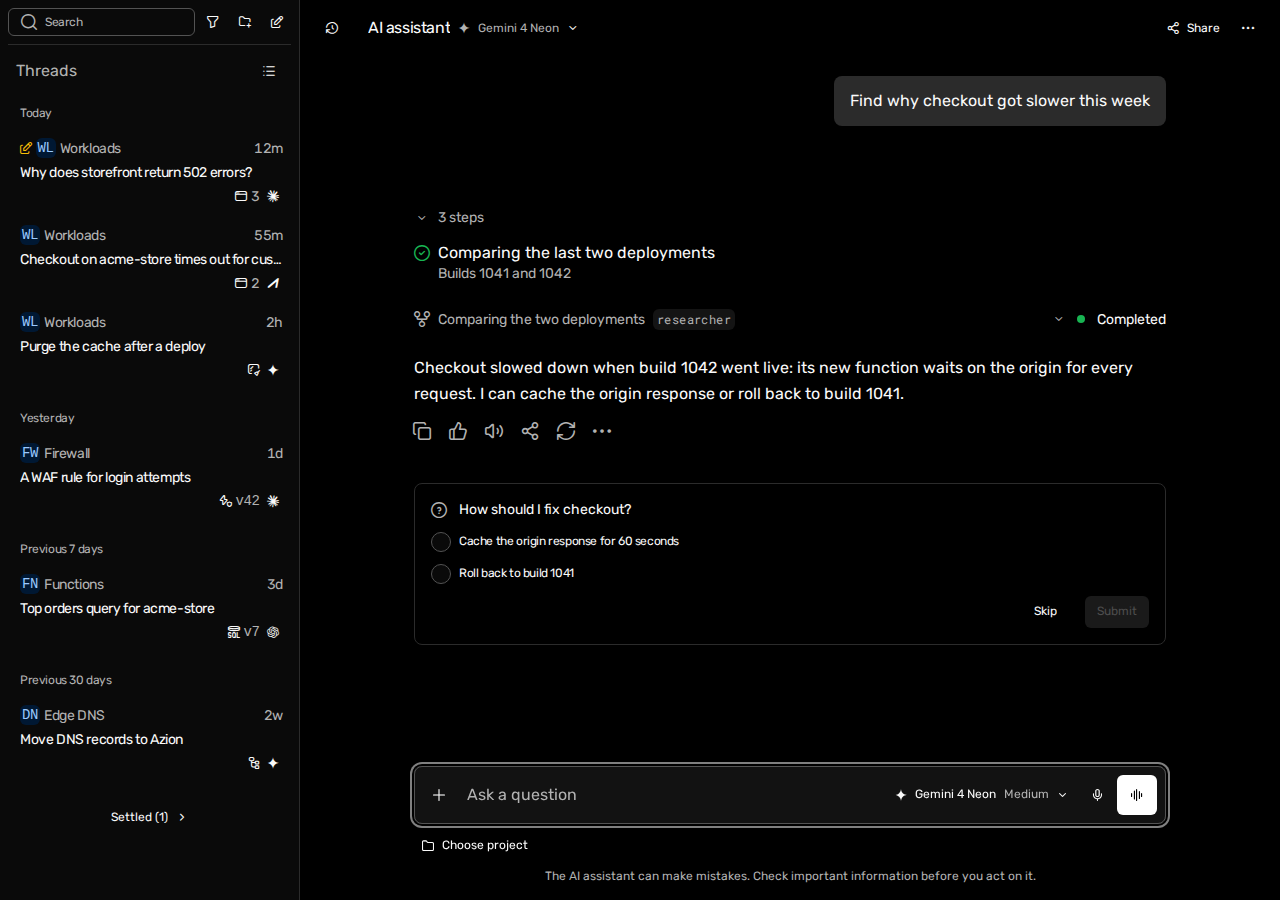 Search
Threads
Today
WL Workloads 12m
Why does storefront return 502 errors?
3
WL Workloads 55m
Checkout on acme-store times out for cus...
2
WL Workloads 2h
Purge the cache after a deploy
Yesterday
FW Firewall 1d
A WAF rule for login attempts
v42
Previous 7 days
FN Functions 3d
Top orders query for acme-store
SQL v7
Previous 30 days
DN Edge DNS 2w
Move DNS records to Azion
Settled (1)
AI assistant Gemini 4 Neon
Share
Find why checkout got slower this week
3 steps
Comparing the last two deployments
Builds 1041 and 1042
Comparing the two deployments researcher Completed
Checkout slowed down when build 1042 went live: its new function waits on the origin for every
request. I can cache the origin response or roll back to build 1041.
How should I fix checkout?
Cache the origin response for 60 seconds
Roll back to build 1041
Skip Submit
Ask a question Gemini 4 Neon Medium
Choose project
The AI assistant can make mistakes. Check important information before you act on it.